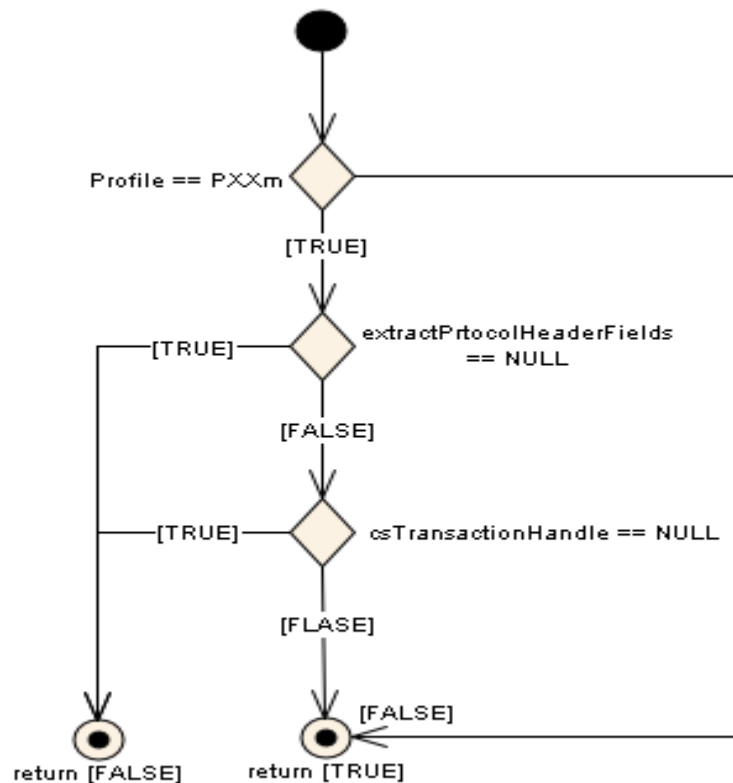 Profile == PXXm
[TRUE]
extractPrtocolHeaderFields
== NULL
[TRUE]
[FALSE]
[TRUE]
csTransactionHandle == NULL
[FLASE]
[FALSE]
return [FALSE]
return [TRUE]